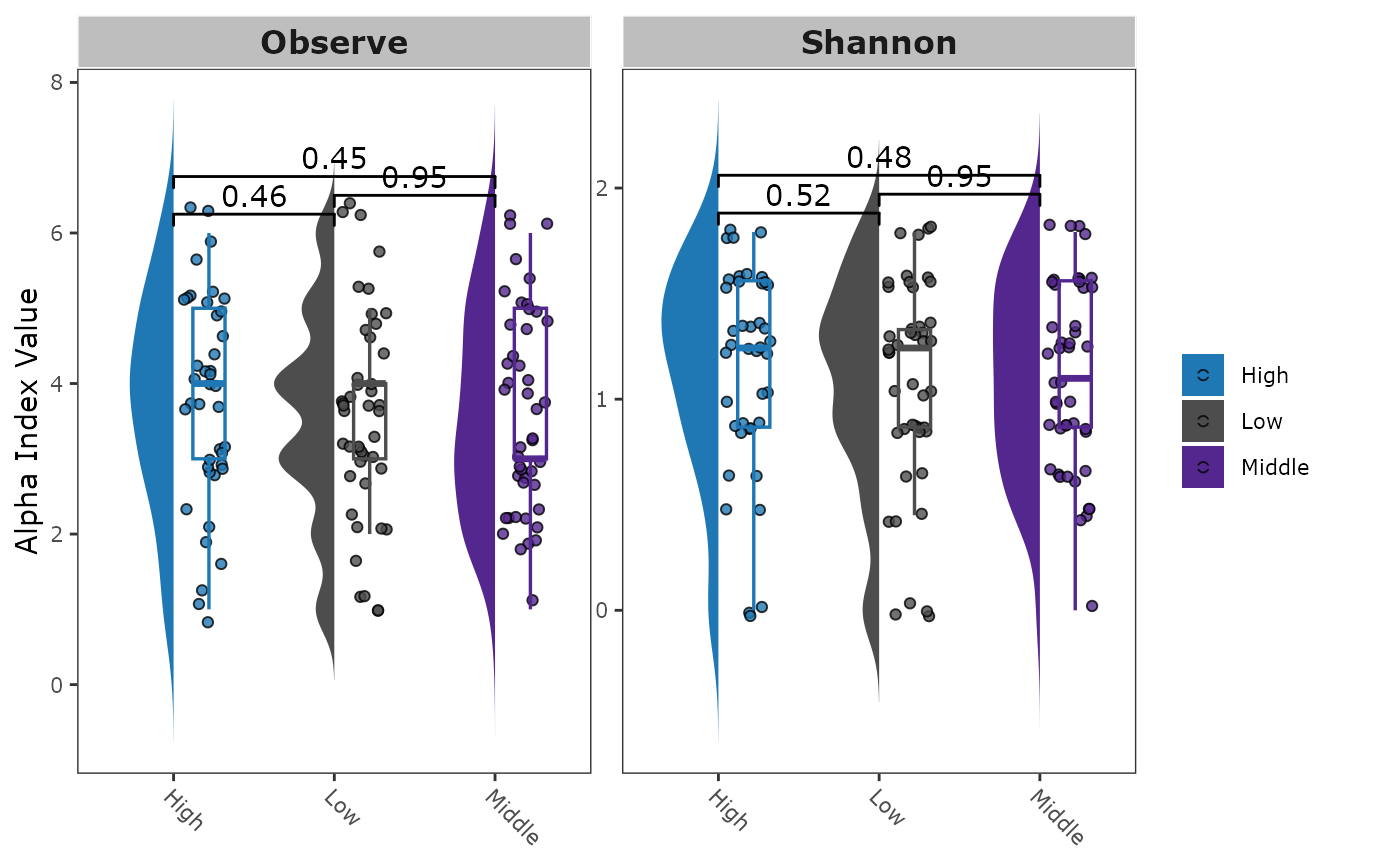 Observe
Shannon
Alpha Index Value
8
6
4
2
0
0.45
0.95
0.46
High
Low
Middle
2
1
0
0.48
0.95
0.52
High
Low
Middle
High
Low
Middle